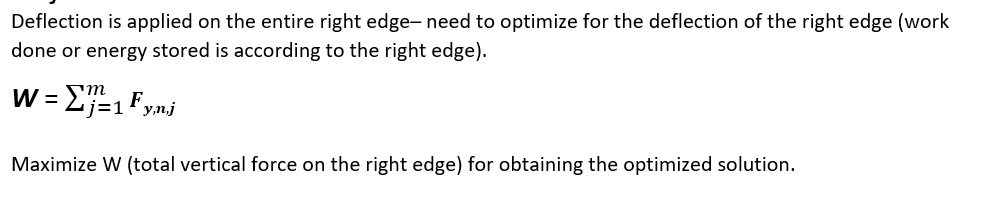 Deflection is applied on the entire right edge– need to optimize for the deflection of the right edge (work
done or energy stored is according to the right edge).
W = ∑ᵐⱼ₌₁ F y,n,j
Maximize W (total vertical force on the right edge) for obtaining the optimized solution.